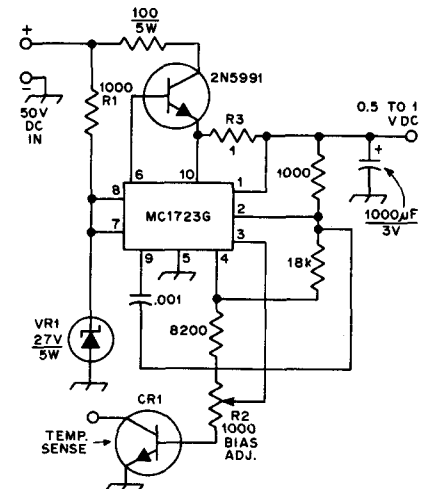 100
5W
+
2N5991
1000
R1
R3
1
0.5 TO 1
V DC
−
50V
DC
IN
6
10
1
8
1000
+
MC1723G
2
1000µF
3V
7
3
9
5
4
18k
.001
VR1
27V
5W
8200
CR1
R2
1000
BIAS
ADJ.
TEMP.
SENSE